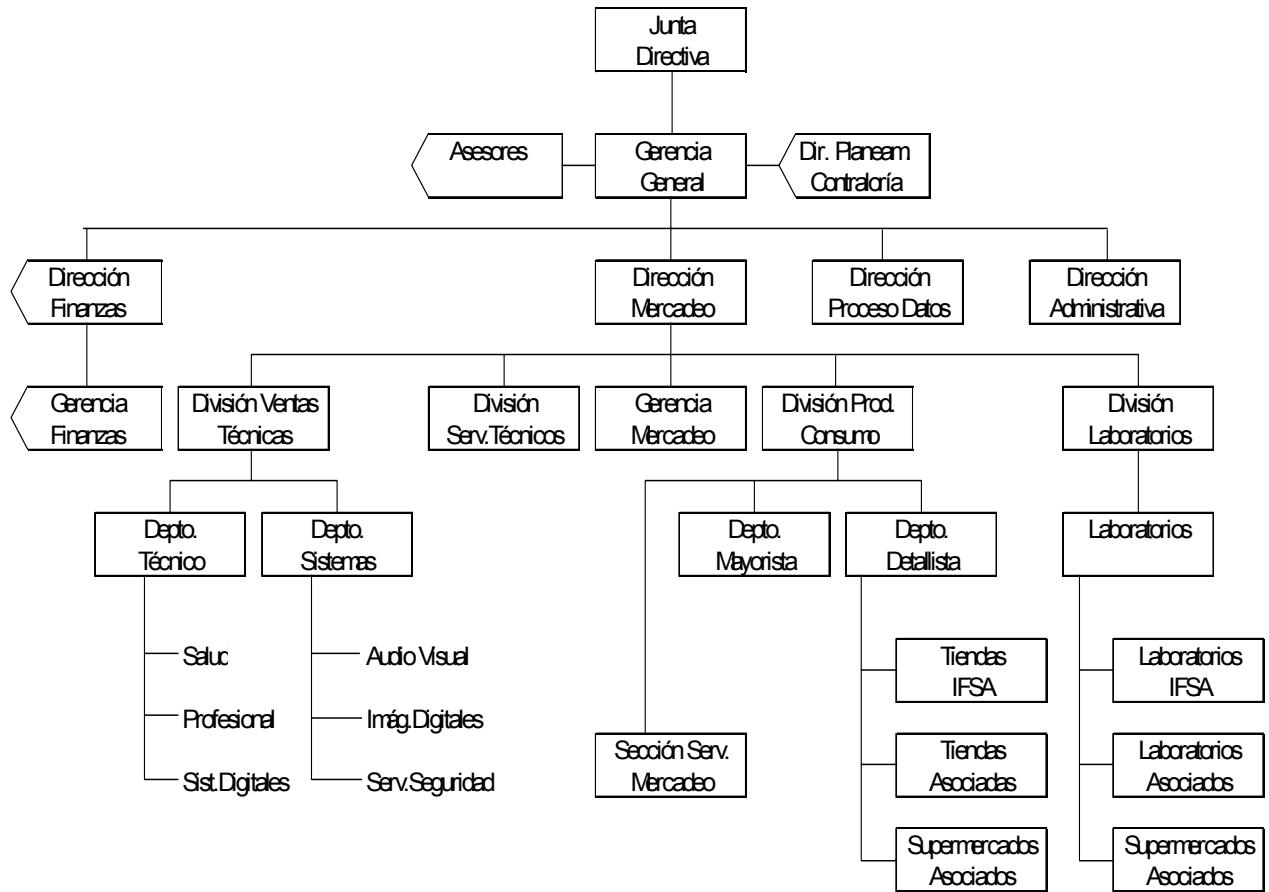 Junta
Directiva
Asesores
Gerencia
General
Dir. Planeam
Contraloría
Dirección
Finanzas
Dirección
Mercadeo
Dirección
Proceso Datos
Dirección
Administrativa
Gerencia
Finanzas
División Ventas
Técnicas
División
Serv.Técnicos
Gerencia
Mercadeo
División Prod.
Consumo
División
Laboratorios
Depto.
Técnico
Depto.
Sistemas
Depto.
Mayorista
Depto.
Detallista
Laboratorios
Salud
Profesional
Sist.Digitales
Audio Visual
Imág.Digitales
Serv.Seguridad
Sección Serv.
Mercadeo
Tiendas
IFSA
Tiendas
Asociadas
Supermercados
Asociados
Laboratorios
IFSA
Laboratorios
Asociados
Supermercados
Asociados